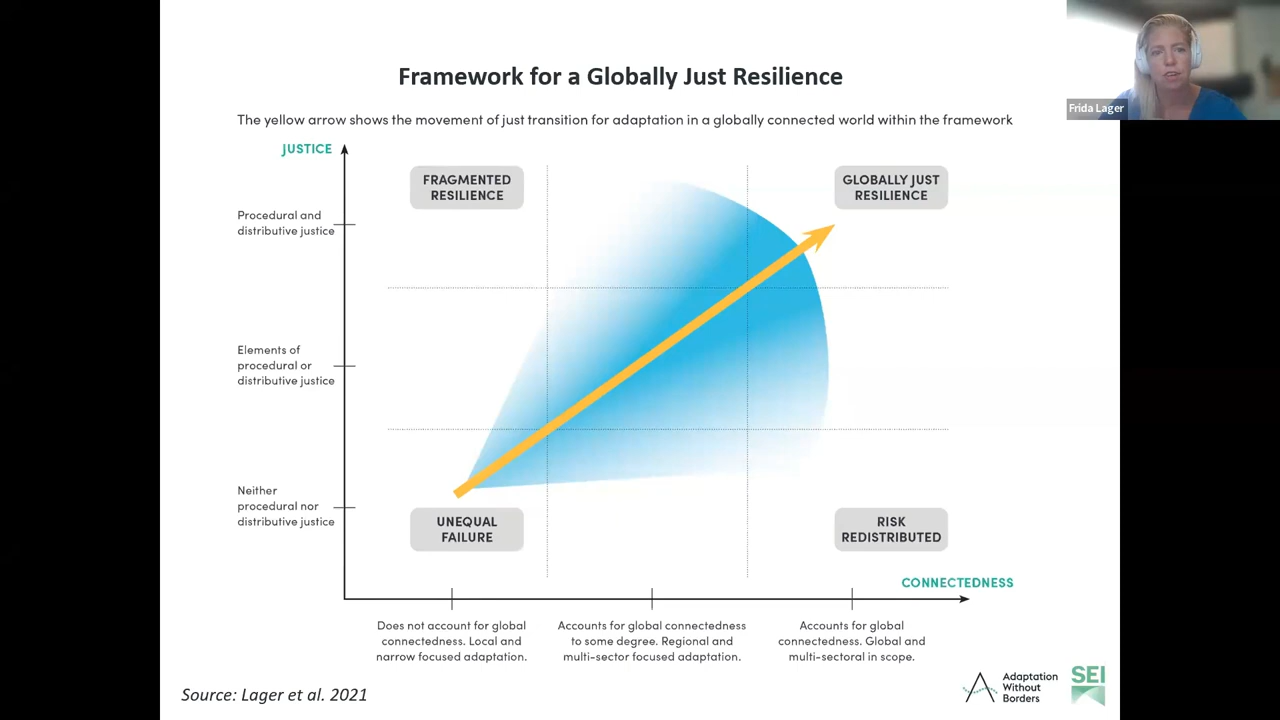 Framework for a Globally Just Resilience
Frida Lager
The yellow arrow shows the movement of just transition for adaptation in a globally connected world within the framework
JUSTICE
FRAGMENTED
RESILIENCE
GLOBALLY JUST
RESILIENCE
Procedural and
distributive justice
Elements of
procedural or
distributive justice
Neither
procedural nor
distributive justice
UNEQUAL
FAILURE
RISK
REDISTRIBUTED
CONNECTEDNESS
Does not account for global
connectedness. Local and
narrow focused adaptation.
Accounts for global connectedness
to some degree. Regional and
multi-sector focused adaptation.
Accounts for global
connectedness. Global and
multi-sectoral in scope.
Source: Lager et al. 2021
Adaptation
Without
Borders
SEI